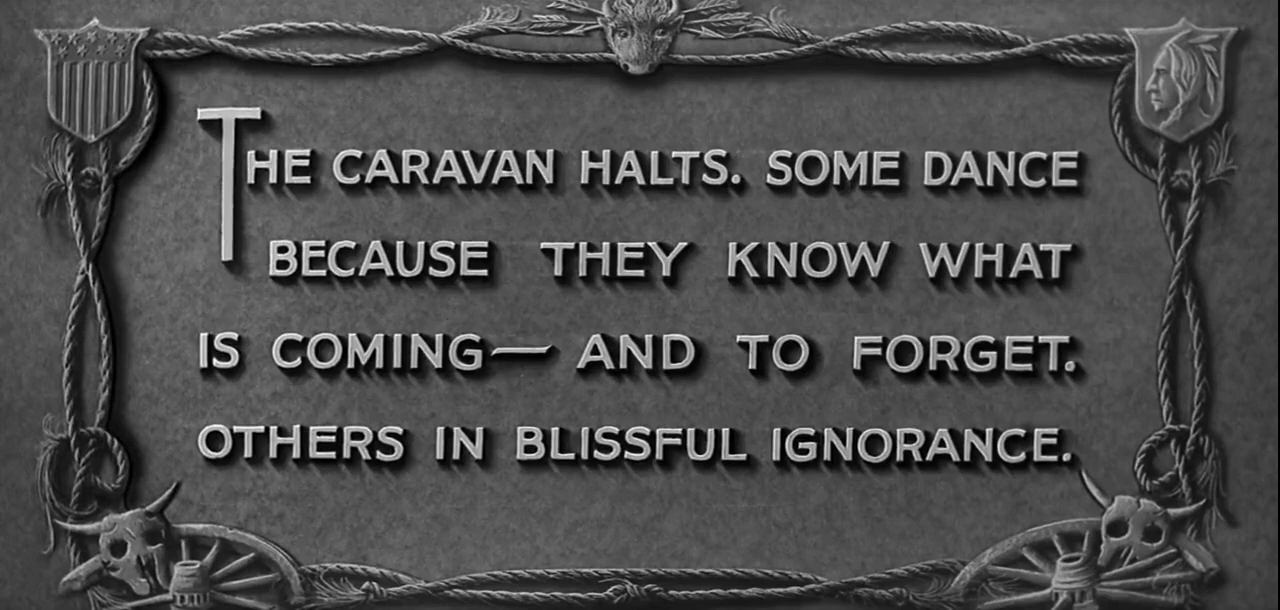 THE CARAVAN HALTS. SOME DANCE
BECAUSE THEY KNOW WHAT
IS COMING— AND TO FORGET.
OTHERS IN BLISSFUL IGNORANCE.